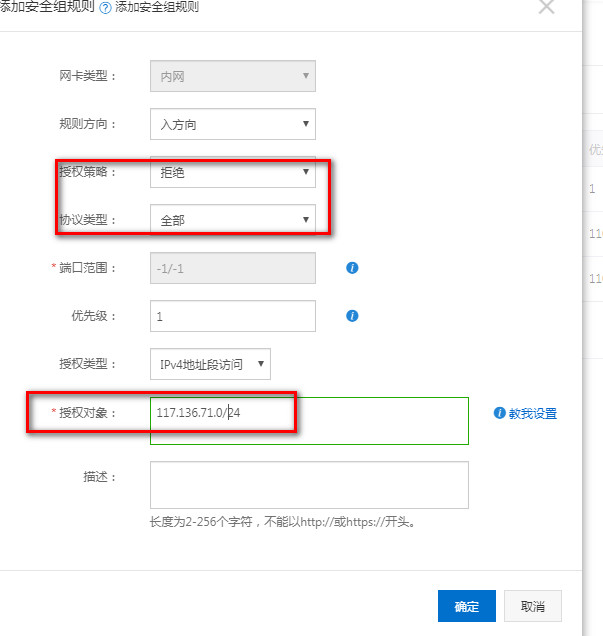 添加安全组规则 添加安全组规则
网卡类型： 内网
规则方向： 入方向
授权策略： 拒绝
协议类型： 全部
* 端口范围： -1/-1
优先级： 1
授权类型： IPv4地址段访问
* 授权对象： 117.136.71.0/24 教我设置
描述：
长度为2-256个字符，不能以http://或https://开头。
确定 取消
优
1
110
110